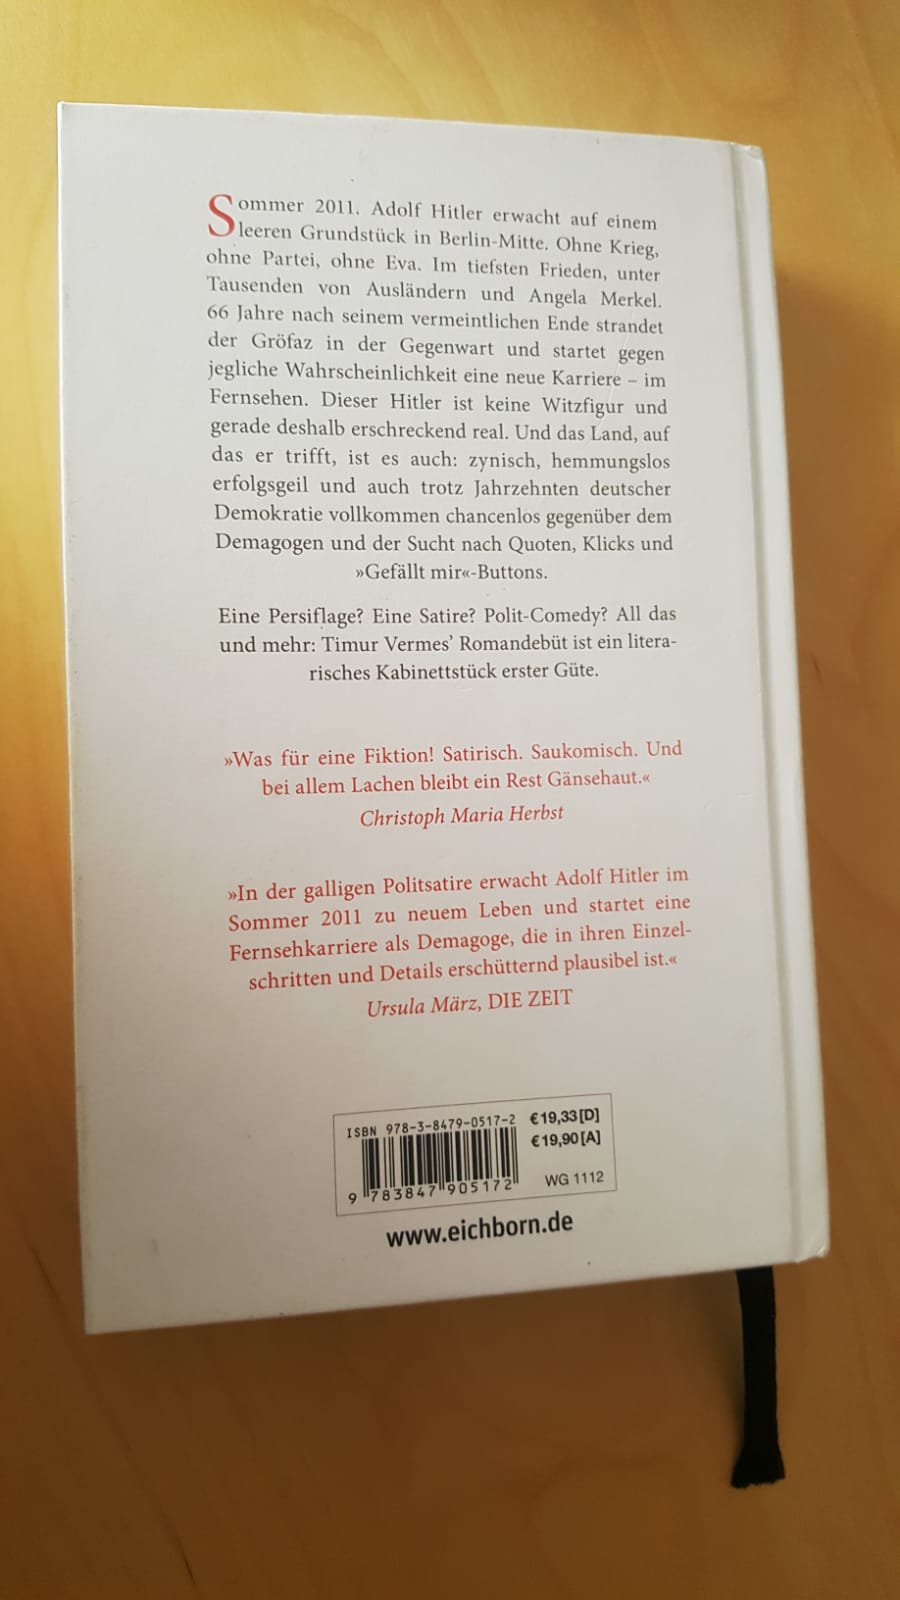 Sommer 2011. Adolf Hitler erwacht auf einem
leeren Grundstück in Berlin-Mitte. Ohne Krieg,
ohne Partei, ohne Eva. Im tiefsten Frieden, unter
Tausenden von Ausländern und Angela Merkel.
66 Jahre nach seinem vermeintlichen Ende strandet
der Gröfaz in der Gegenwart und startet gegen
jegliche Wahrscheinlichkeit eine neue Karriere – im
Fernsehen. Dieser Hitler ist keine Witzfigur und
gerade deshalb erschreckend real. Und das Land, auf
das er trifft, ist es auch: zynisch, hemmungslos
erfolgsgeil und auch trotz Jahrzehnten deutscher
Demokratie vollkommen chancenlos gegenüber dem
Demagogen und der Sucht nach Quoten, Klicks und
»Gefällt mir«-Buttons.
Eine Persiflage? Eine Satire? Polit-Comedy? All das
und mehr: Timur Vermes’ Romandebüt ist ein litera-
risches Kabinettstück erster Güte.
»Was für eine Fiktion! Satirisch. Saukomisch. Und
bei allem Lachen bleibt ein Rest Gänsehaut.«
Christoph Maria Herbst
»In der galligen Politsatire erwacht Adolf Hitler im
Sommer 2011 zu neuem Leben und startet eine
Fernsehkarriere als Demagoge, die in ihren Einzel-
schritten und Details erschütternd plausibel ist.«
Ursula März, DIE ZEIT
ISBN 978-3-8479-0517-2
€ 19,33 [D]
€ 19,90 [A]
9 783847 905172
WG 1112
www.eichborn.de